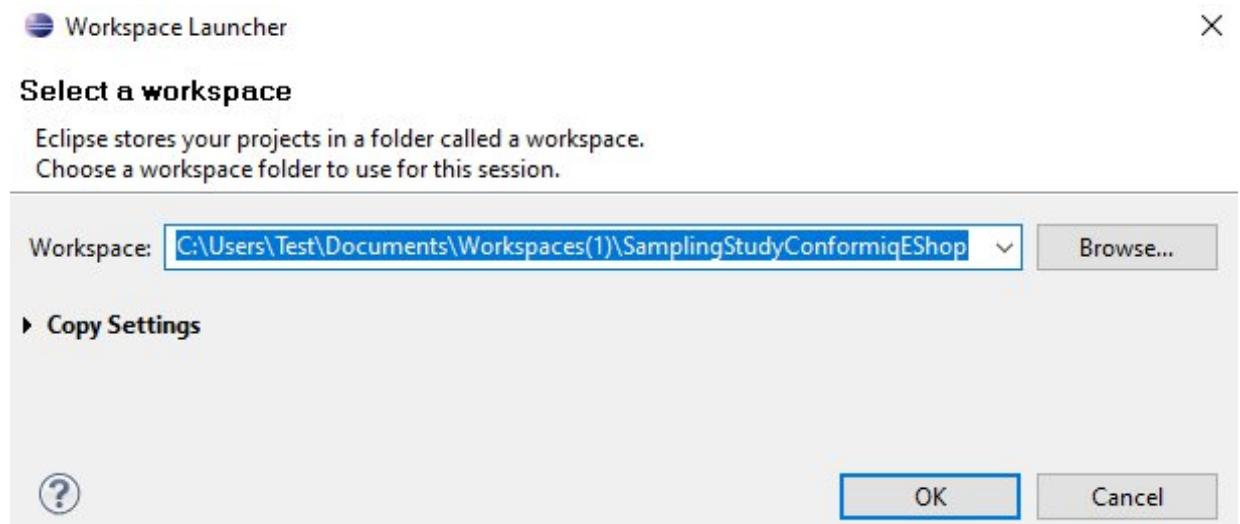 Workspace Launcher
Select a workspace
Eclipse stores your projects in a folder called a workspace.
Choose a workspace folder to use for this session.
Workspace: C:\Users\Test\Documents\Workspaces(1)\SamplingStudyConformiqEShop Browse...
Copy Settings
? OK Cancel